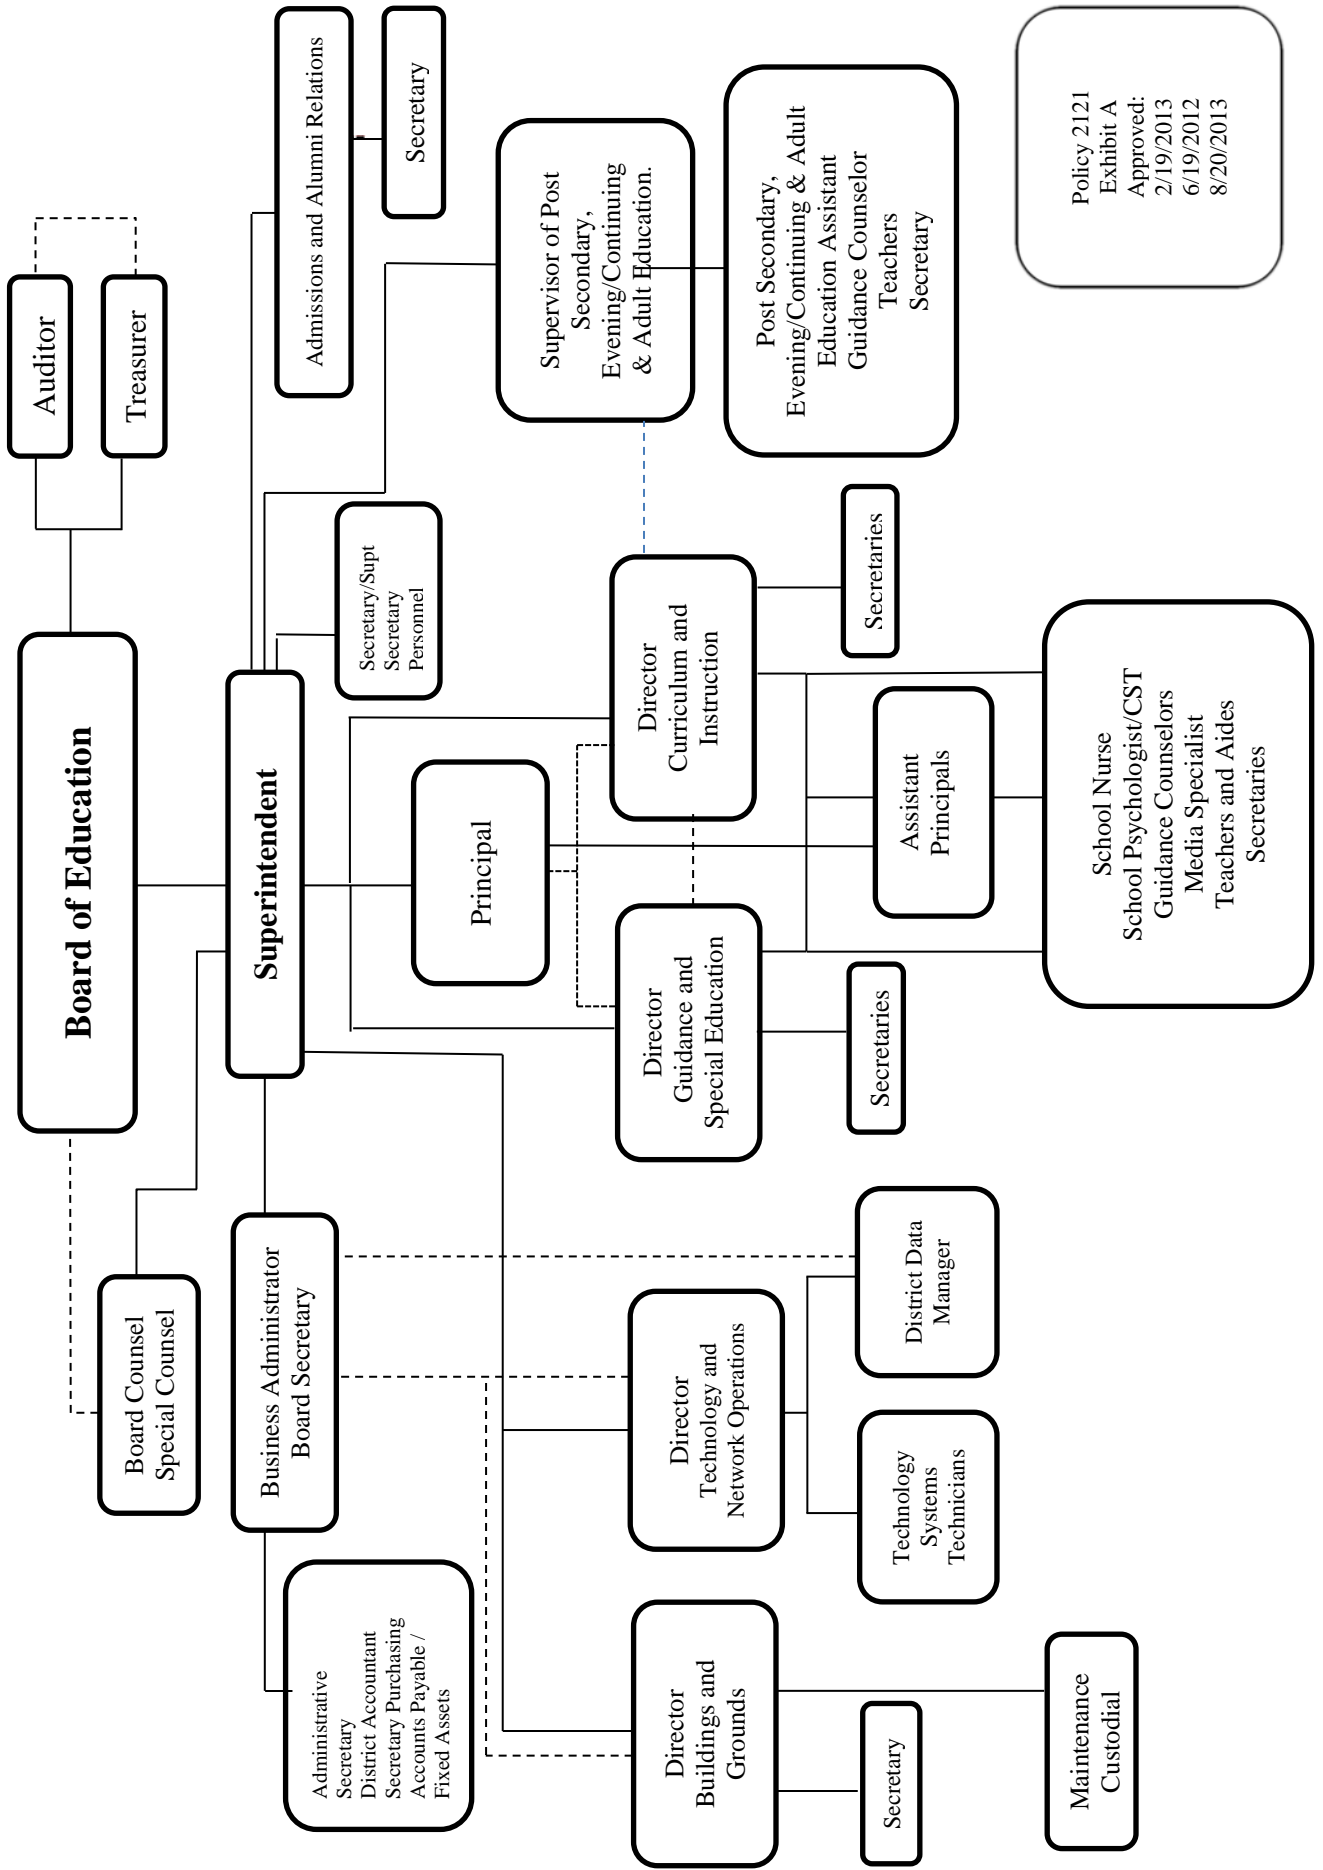 Board of Education
Auditor
Treasurer
Board Counsel
Special Counsel
Superintendent
Business Administrator
Board Secretary
Administrative
Secretary
District Accountant
Secretary Purchasing
Accounts Payable /
Fixed Assets
Secretary/Supt
Secretary
Personnel
Admissions and Alumni Relations
Secretary
Principal
Supervisor of Post
Secondary,
Evening/Continuing
& Adult Education.
Post Secondary,
Evening/Continuing & Adult
Education Assistant
Guidance Counselor
Teachers
Secretary
Director
Buildings and
Grounds
Director
Technology and
Network Operations
Director
Guidance and
Special Education
Director
Curriculum and
Instruction
Secretary
Technology
Systems
Technicians
District Data
Manager
Secretaries
Assistant
Principals
Secretaries
Maintenance
Custodial
School Nurse
School Psychologist/CST
Guidance Counselors
Media Specialist
Teachers and Aides
Secretaries
Policy 2121
Exhibit A
Approved:
2/19/2013
6/19/2012
8/20/2013